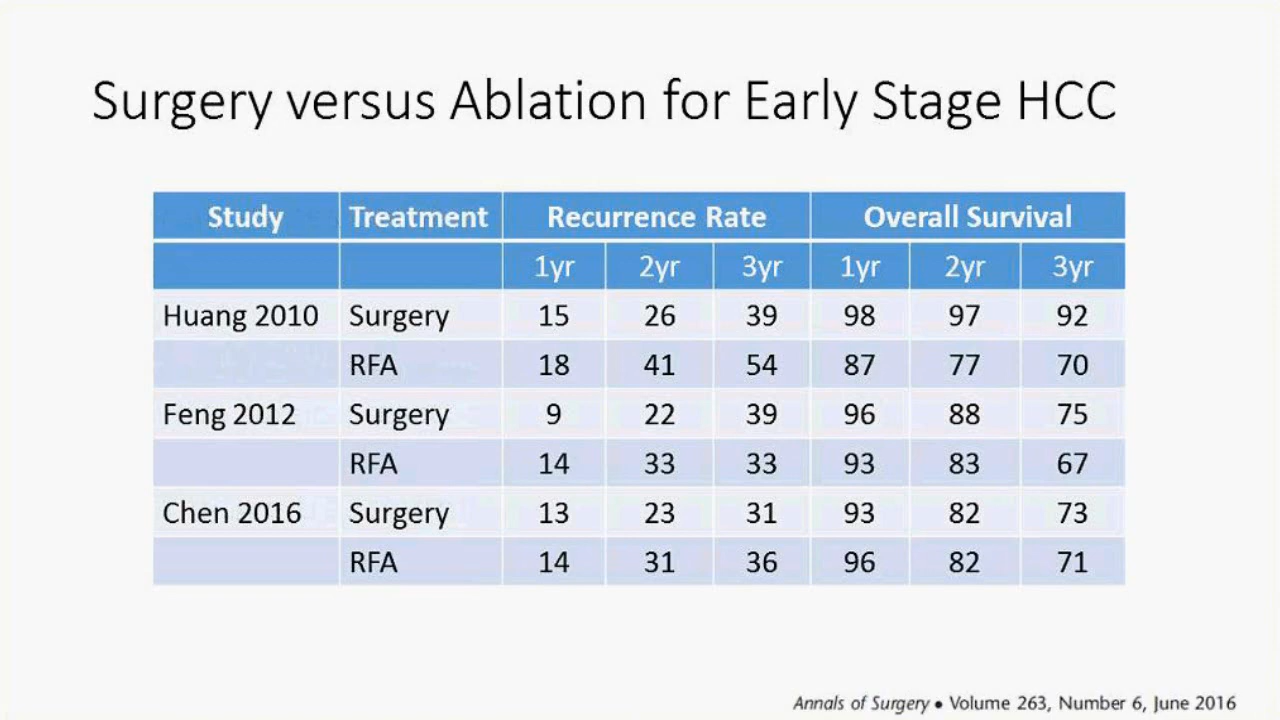 Surgery versus Ablation for Early Stage HCC
Study Treatment Recurrence Rate Overall Survival
1yr 2yr 3yr 1yr 2yr 3yr
Huang 2010 Surgery 15 26 39 98 97 92
RFA 18 41 54 87 77 70
Feng 2012 Surgery 9 22 39 96 88 75
RFA 14 33 33 93 83 67
Chen 2016 Surgery 13 23 31 93 82 73
RFA 14 31 36 96 82 71
Annals of Surgery • Volume 263, Number 6, June 2016